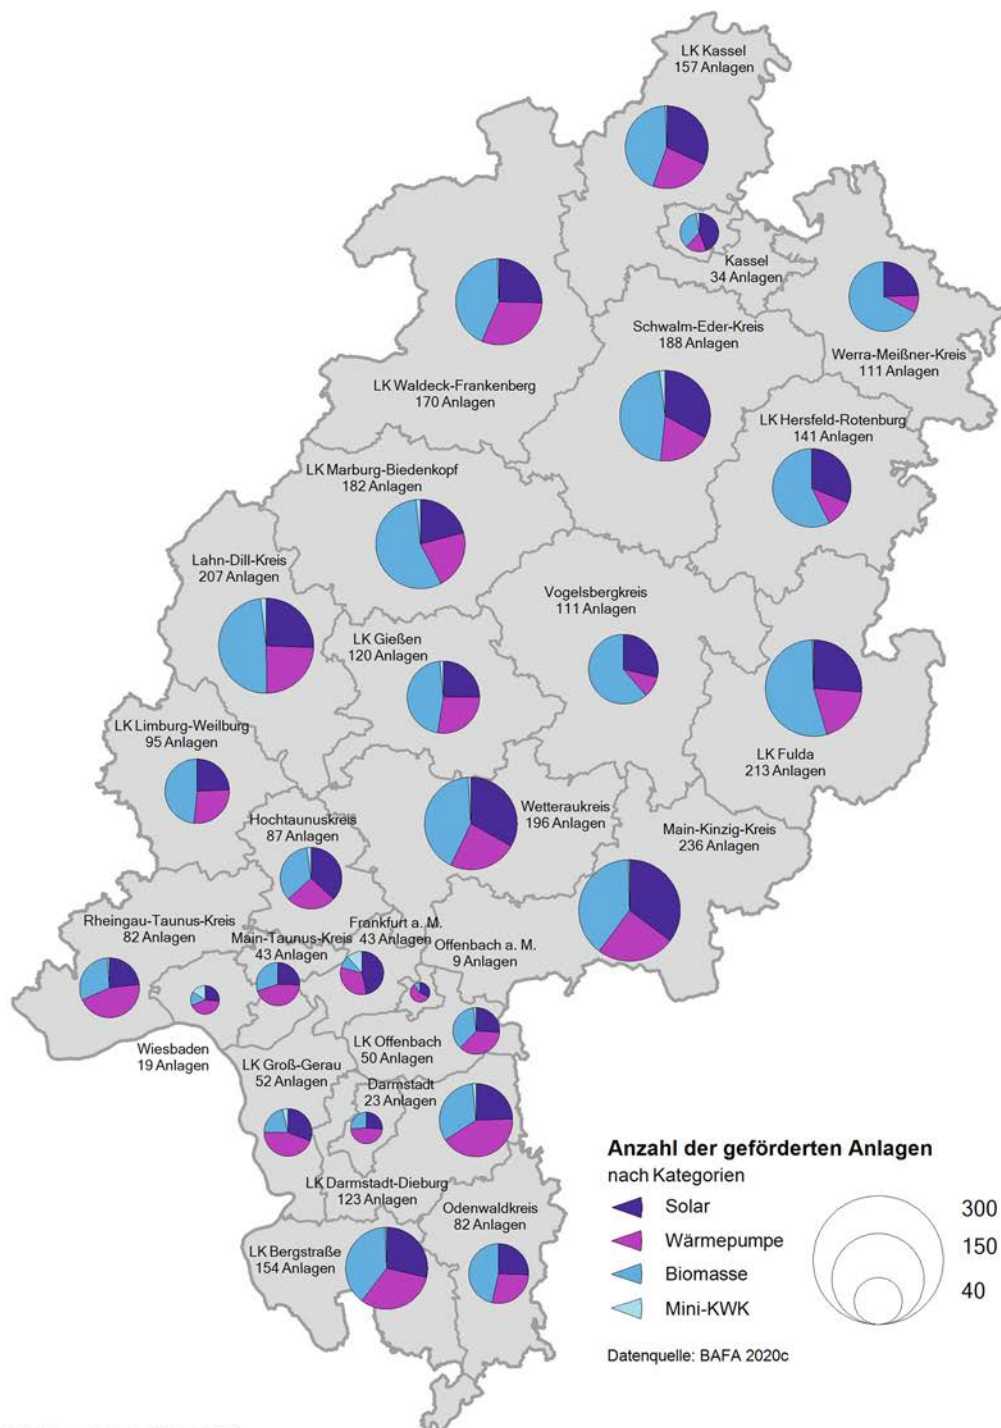 LK Kassel
157 Anlagen
Kassel
34 Anlagen
Werra-Meißner-Kreis
111 Anlagen
Schwalm-Eder-Kreis
188 Anlagen
LK Waldeck-Frankenberg
170 Anlagen
LK Hersfeld-Rotenburg
141 Anlagen
LK Marburg-Biedenkopf
182 Anlagen
Lahn-Dill-Kreis
207 Anlagen
Vogelsbergkreis
111 Anlagen
LK Gießen
120 Anlagen
LK Limburg-Weilburg
95 Anlagen
LK Fulda
213 Anlagen
Wetteraukreis
196 Anlagen
Hochtaunuskreis
87 Anlagen
Main-Kinzig-Kreis
236 Anlagen
Rheingau-Taunus-Kreis
82 Anlagen
Main-Taunus-Kreis
43 Anlagen
Frankfurt a. M.
43 Anlagen
Offenbach a. M.
9 Anlagen
Wiesbaden
19 Anlagen
LK Offenbach
50 Anlagen
LK Groß-Gerau
52 Anlagen
Darmstadt
23 Anlagen
LK Darmstadt-Dieburg
123 Anlagen
Odenwaldkreis
82 Anlagen
LK Bergstraße
154 Anlagen
Anzahl der geförderten Anlagen
nach Kategorien
Solar
Wärmepumpe
Biomasse
Mini-KWK
300
150
40
Datenquelle: BAFA 2020c